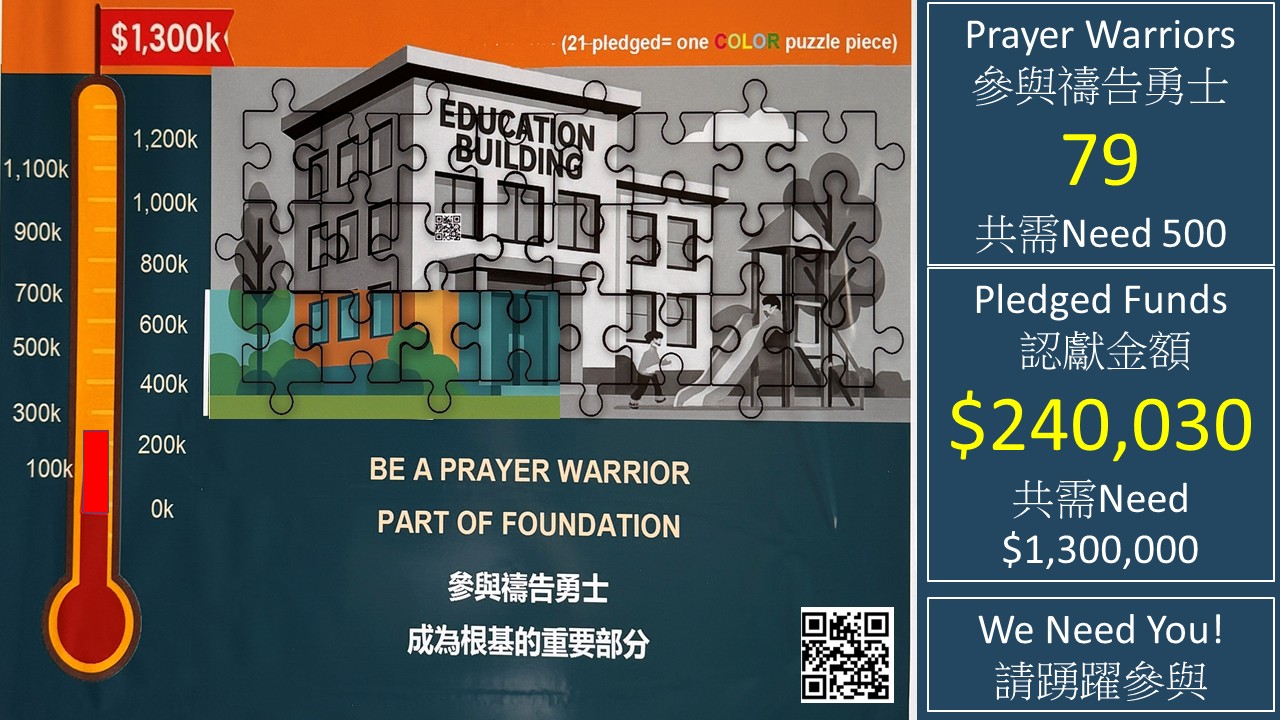 $1,300k
(21 pledged= one COLOR puzzle piece)
1,200k
1,100k
1,000k
900k
800k
700k
600k
500k
400k
300k
200k
100k
0k
EDUCATION
BUILDING
BE A PRAYER WARRIOR
PART OF FOUNDATION
參與禱告勇士
成為根基的重要部分
Prayer Warriors
參與禱告勇士
79
共需Need 500
Pledged Funds
認獻金額
$240,030
共需Need
$1,300,000
We Need You!
請踴躍參與